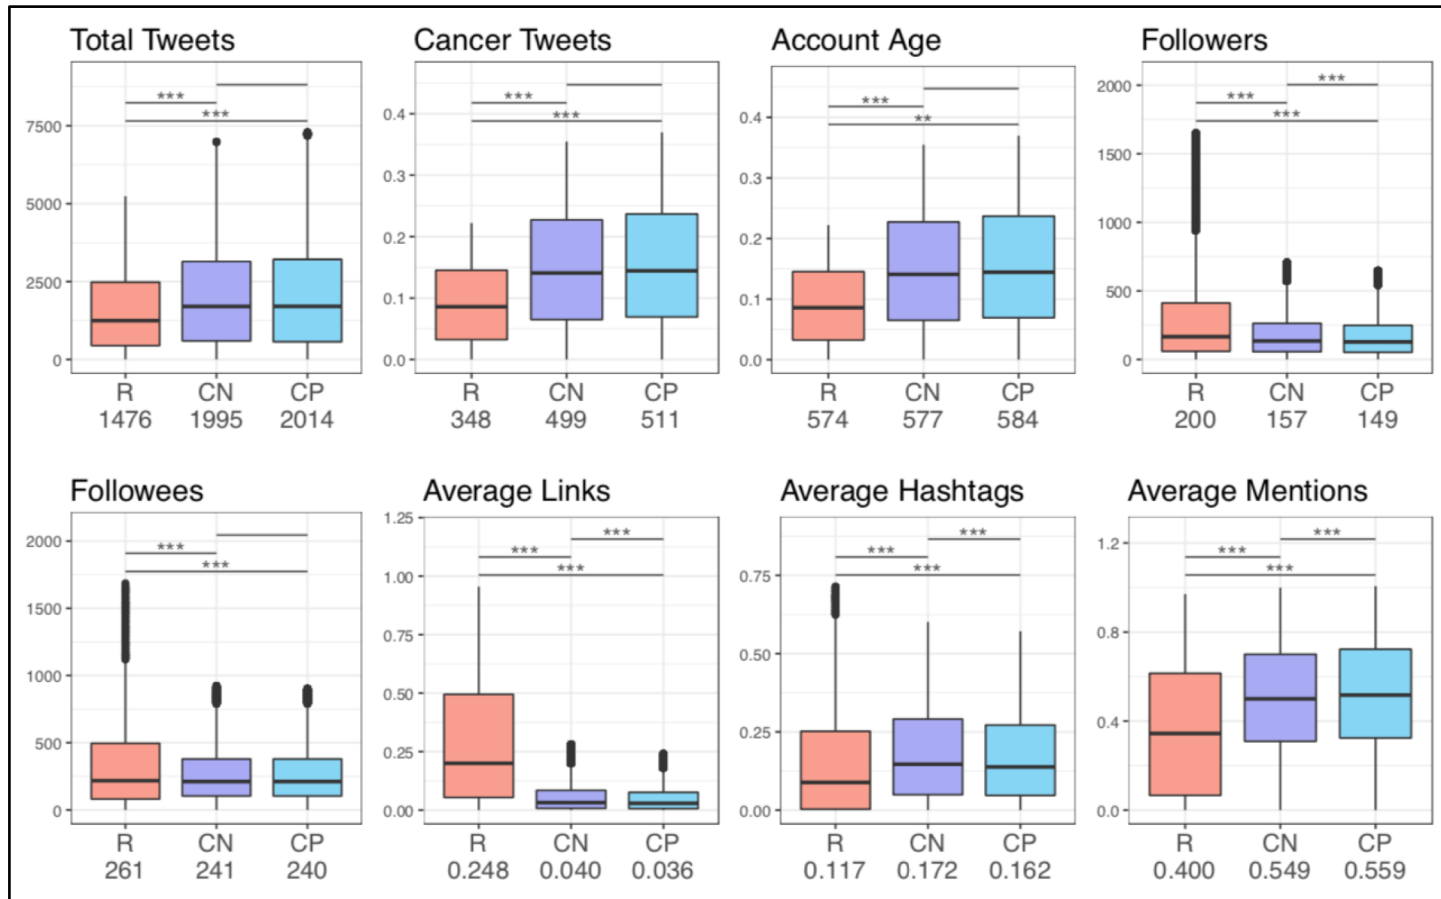 Total Tweets
Cancer Tweets
Account Age
Followers
***
***
7500
5000
2500
0
R CN CP
1476 1995 2014
***
***
0.4
0.3
0.2
0.1
0.0
R CN CP
348 499 511
***
**
0.4
0.3
0.2
0.1
0.0
R CN CP
574 577 584
***
***
***
2000
1500
1000
500
0
R CN CP
200 157 149
Followees
Average Links
Average Hashtags
Average Mentions
***
***
2000
1500
1000
500
0
R CN CP
261 241 240
***
***
***
1.25
1.00
0.75
0.50
0.25
0.00
R CN CP
0.248 0.040 0.036
***
***
***
0.75
0.50
0.25
0.00
R CN CP
0.117 0.172 0.162
***
***
***
1.2
0.8
0.4
0.0
R CN CP
0.400 0.549 0.559